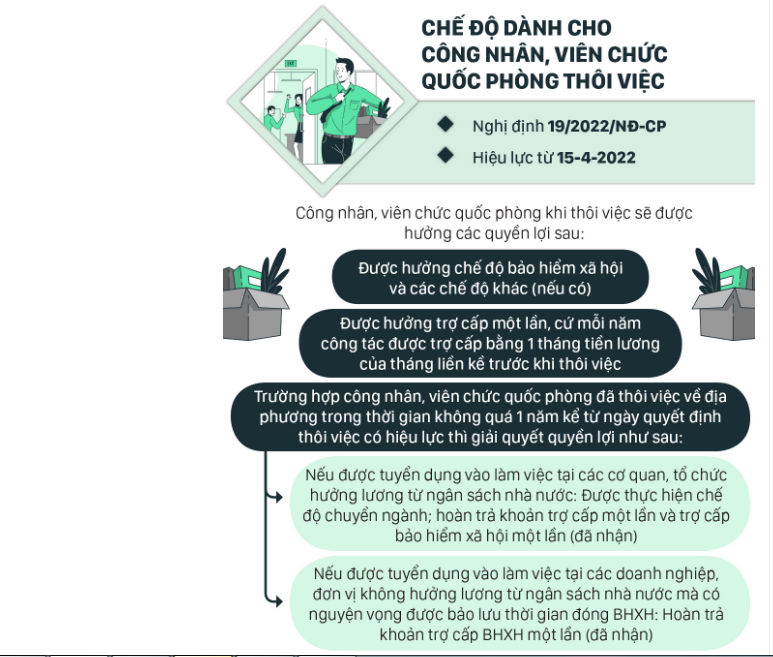 CHẾ ĐỘ DÀNH CHO
CÔNG NHÂN, VIÊN CHỨC
QUỐC PHÒNG THÔI VIỆC
Nghị định 19/2022/NĐ-CP
Hiệu lực từ 15-4-2022
EXIT
Công nhân, viên chức quốc phòng khi thôi việc sẽ được
hưởng các quyền lợi sau:
Được hưởng chế độ bảo hiểm xã hội
và các chế độ khác (nếu có)
Được hưởng trợ cấp một lần, cứ mỗi năm
công tác được trợ cấp bằng 1 tháng tiền lương
của tháng liền kề trước khi thôi việc
Trường hợp công nhân, viên chức quốc phòng đã thôi việc về địa
phương trong thời gian không quá 1 năm kể từ ngày quyết định
thôi việc có hiệu lực thì giải quyết quyền lợi như sau:
Nếu được tuyển dụng vào làm việc tại các cơ quan, tổ chức
hưởng lương từ ngân sách nhà nước: Được thực hiện chế
độ chuyển ngành; hoàn trả khoản trợ cấp một lần và trợ cấp
bảo hiểm xã hội một lần (đã nhận)
Nếu được tuyển dụng vào làm việc tại các doanh nghiệp,
đơn vị không hưởng lương từ ngân sách nhà nước mà có
nguyện vọng được bảo lưu thời gian đóng BHXH: Hoàn trả
khoản trợ cấp BHXH một lần (đã nhận)